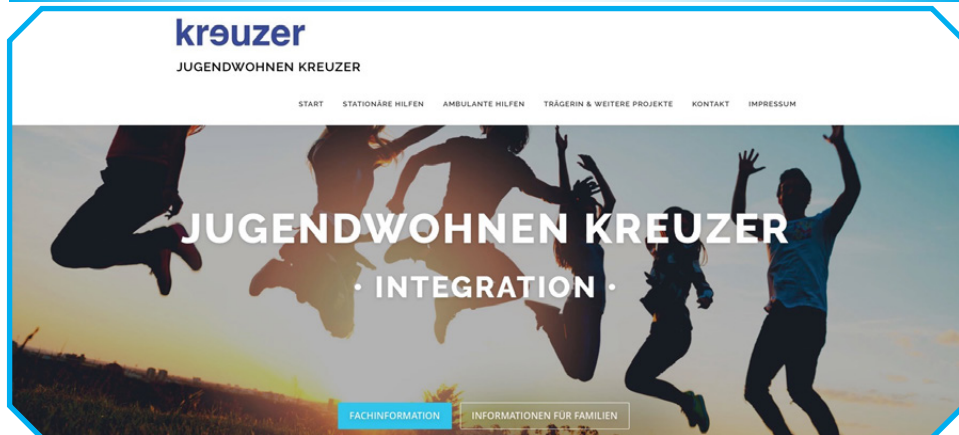 krɘuzer
JUGENDWOHNEN KREUZER
START STATIONÄRE HILFEN AMBULANTE HILFEN TRÄGERIN & WEITERE PROJEKTE KONTAKT IMPRESSUM
JUGENDWOHNEN KREUZER
· INTEGRATION ·
FACHINFORMATION INFORMATIONEN FÜR FAMILIEN